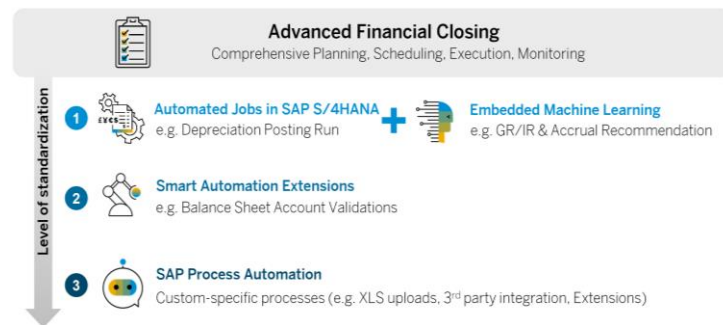 Advanced Financial Closing
Comprehensive Planning, Scheduling, Execution, Monitoring
Level of standardization
1
Automated Jobs in SAP S/4HANA
e.g. Depreciation Posting Run
+
Embedded Machine Learning
e.g. GR/IR & Accrual Recommendation
2
Smart Automation Extensions
e.g. Balance Sheet Account Validations
3
SAP Process Automation
Custom-specific processes (e.g. XLS uploads, 3rd party integration, Extensions)